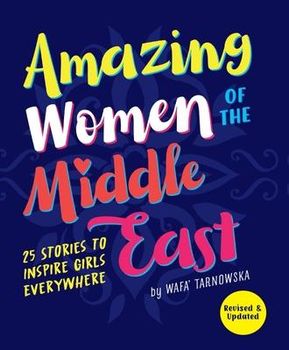 Amazing
Women OF THE
Middle
East
25 STORIES TO
INSPIRE GIRLS
EVERYWHERE
by WAFA' TARNOWSKA
Revised &
Updated